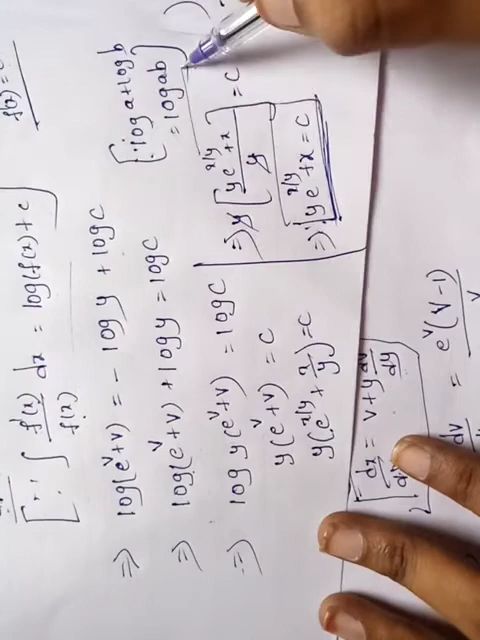 [∵ ∫ f'(x)/f(x) dx = log(f(x)) + c]
⇒ log(e^v+v) = - log y + log c
⇒ log(e^v+v) + log y = log c
[∵ log a + log b
= log ab]
⇒ log y(e^v+v) = log c
y(e^v+v) = c
y(e^x/y + x/y) = c
⇒ y[ye^x/y + x / y] = c
⇒ ye^x/y + x = c
dx/dy = v + y dv/dy
= e^v(v-1)